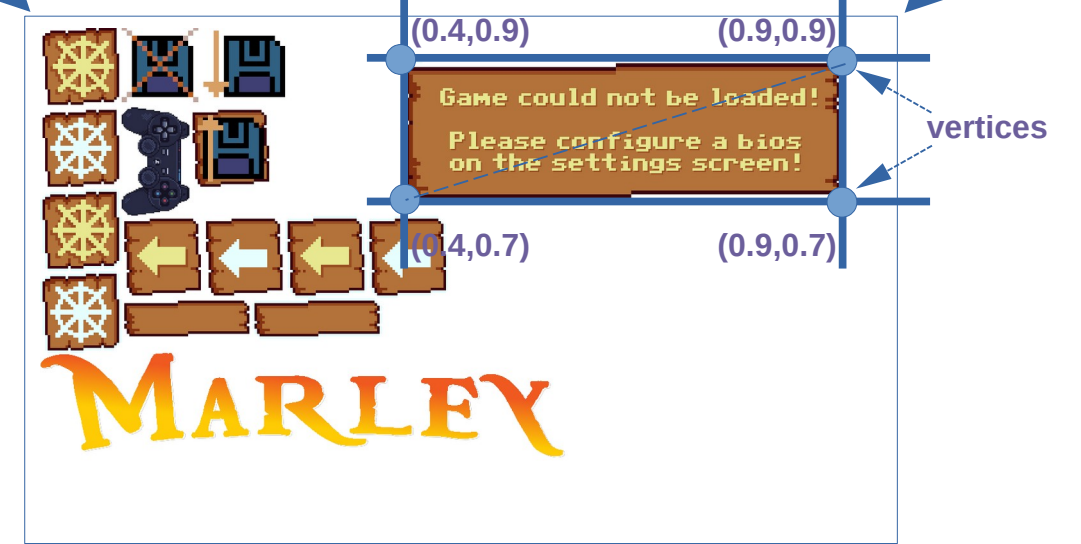 (0.4,0.9) (0.9,0.9)
Game could not be loaded!
Please configure a bios
on the settings screen!
vertices
(0.4,0.7) (0.9,0.7)
MARLEY